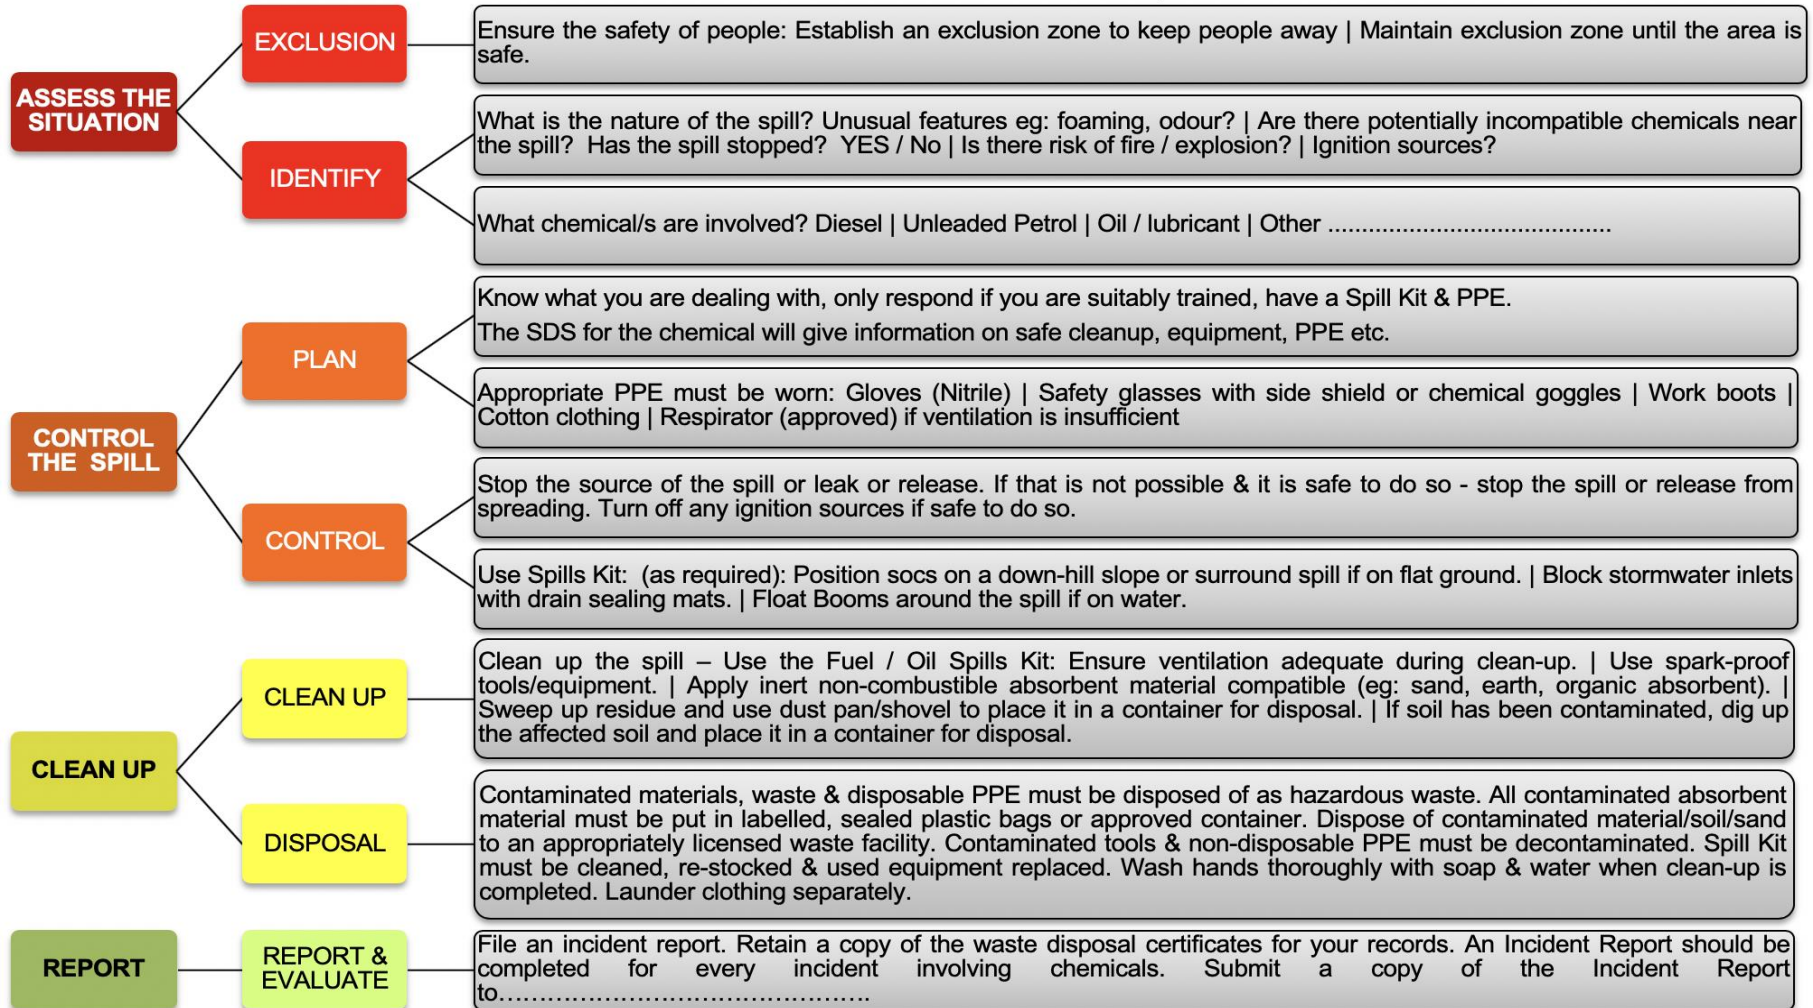 ASSESS THE
SITUATION
EXCLUSION
Ensure the safety of people: Establish an exclusion zone to keep people away | Maintain exclusion zone until the area is
safe.
IDENTIFY
What is the nature of the spill? Unusual features eg: foaming, odour? | Are there potentially incompatible chemicals near
the spill?  Has the spill stopped?  YES / No | Is there risk of fire / explosion? | Ignition sources?
What chemical/s are involved? Diesel | Unleaded Petrol | Oil / lubricant | Other ..........................................
CONTROL
THE  SPILL
PLAN
Know what you are dealing with, only respond if you are suitably trained, have a Spill Kit & PPE.
The SDS for the chemical will give information on safe cleanup, equipment, PPE etc.
Appropriate PPE must be worn: Gloves (Nitrile) | Safety glasses with side shield or chemical goggles | Work boots |
Cotton clothing | Respirator (approved) if ventilation is insufficient
CONTROL
Stop the source of the spill or leak or release. If that is not possible & it is safe to do so - stop the spill or release from
spreading. Turn off any ignition sources if safe to do so.
Use Spills Kit:  (as required): Position socs on a down-hill slope or surround spill if on flat ground. | Block stormwater inlets
with drain sealing mats. | Float Booms around the spill if on water.
CLEAN UP
CLEAN UP
Clean up the spill – Use the Fuel / Oil Spills Kit: Ensure ventilation adequate during clean-up. | Use spark-proof
tools/equipment. | Apply inert non-combustible absorbent material compatible (eg: sand, earth, organic absorbent). |
Sweep up residue and use dust pan/shovel to place it in a container for disposal. | If soil has been contaminated, dig up
the affected soil and place it in a container for disposal.
DISPOSAL
Contaminated materials, waste & disposable PPE must be disposed of as hazardous waste. All contaminated absorbent
material must be put in labelled, sealed plastic bags or approved container. Dispose of contaminated material/soil/sand
to an appropriately licensed waste facility. Contaminated tools & non-disposable PPE must be decontaminated. Spill Kit
must be cleaned, re-stocked & used equipment replaced. Wash hands thoroughly with soap & water when clean-up is
completed. Launder clothing separately.
REPORT
REPORT &
EVALUATE
File an incident report. Retain a copy of the waste disposal certificates for your records. An Incident Report should be
completed for every incident involving chemicals. Submit a copy of the Incident Report
to……………………………………………..